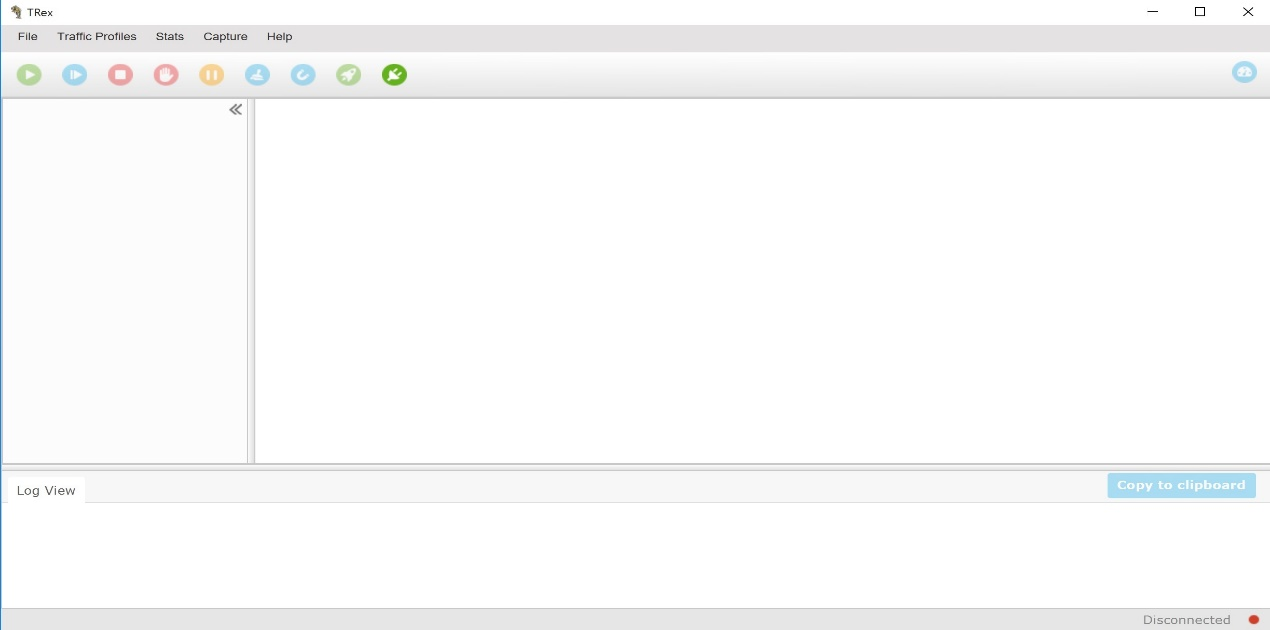 TRex
File Traffic Profiles Stats Capture Help
Log View
Copy to clipboard
Disconnected